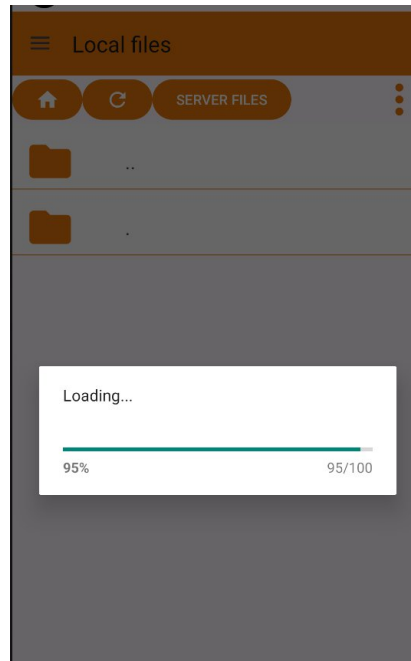 Local files
SERVER FILES
..
.
Loading...
95% 95/100